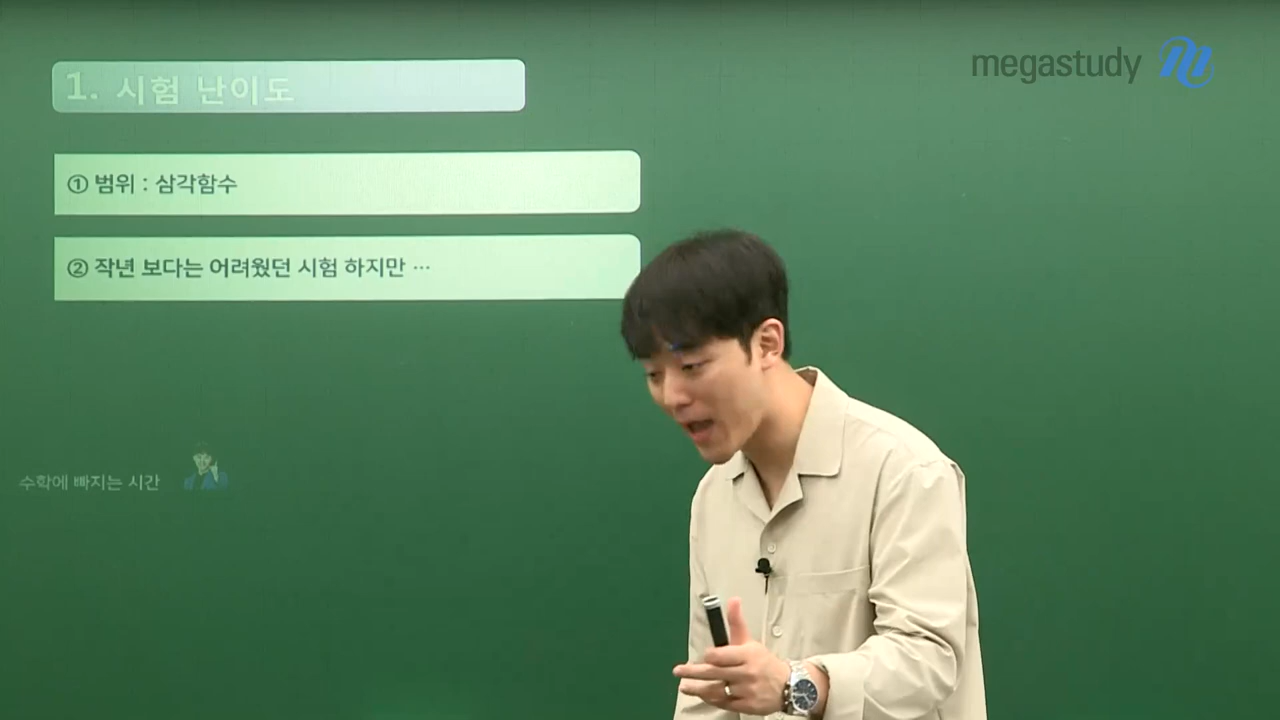 megastudy
1. 시험 난이도
① 범위 : 삼각함수
② 작년 보다는 어려웠던 시험 하지만 ···
수학에 빠지는 시간